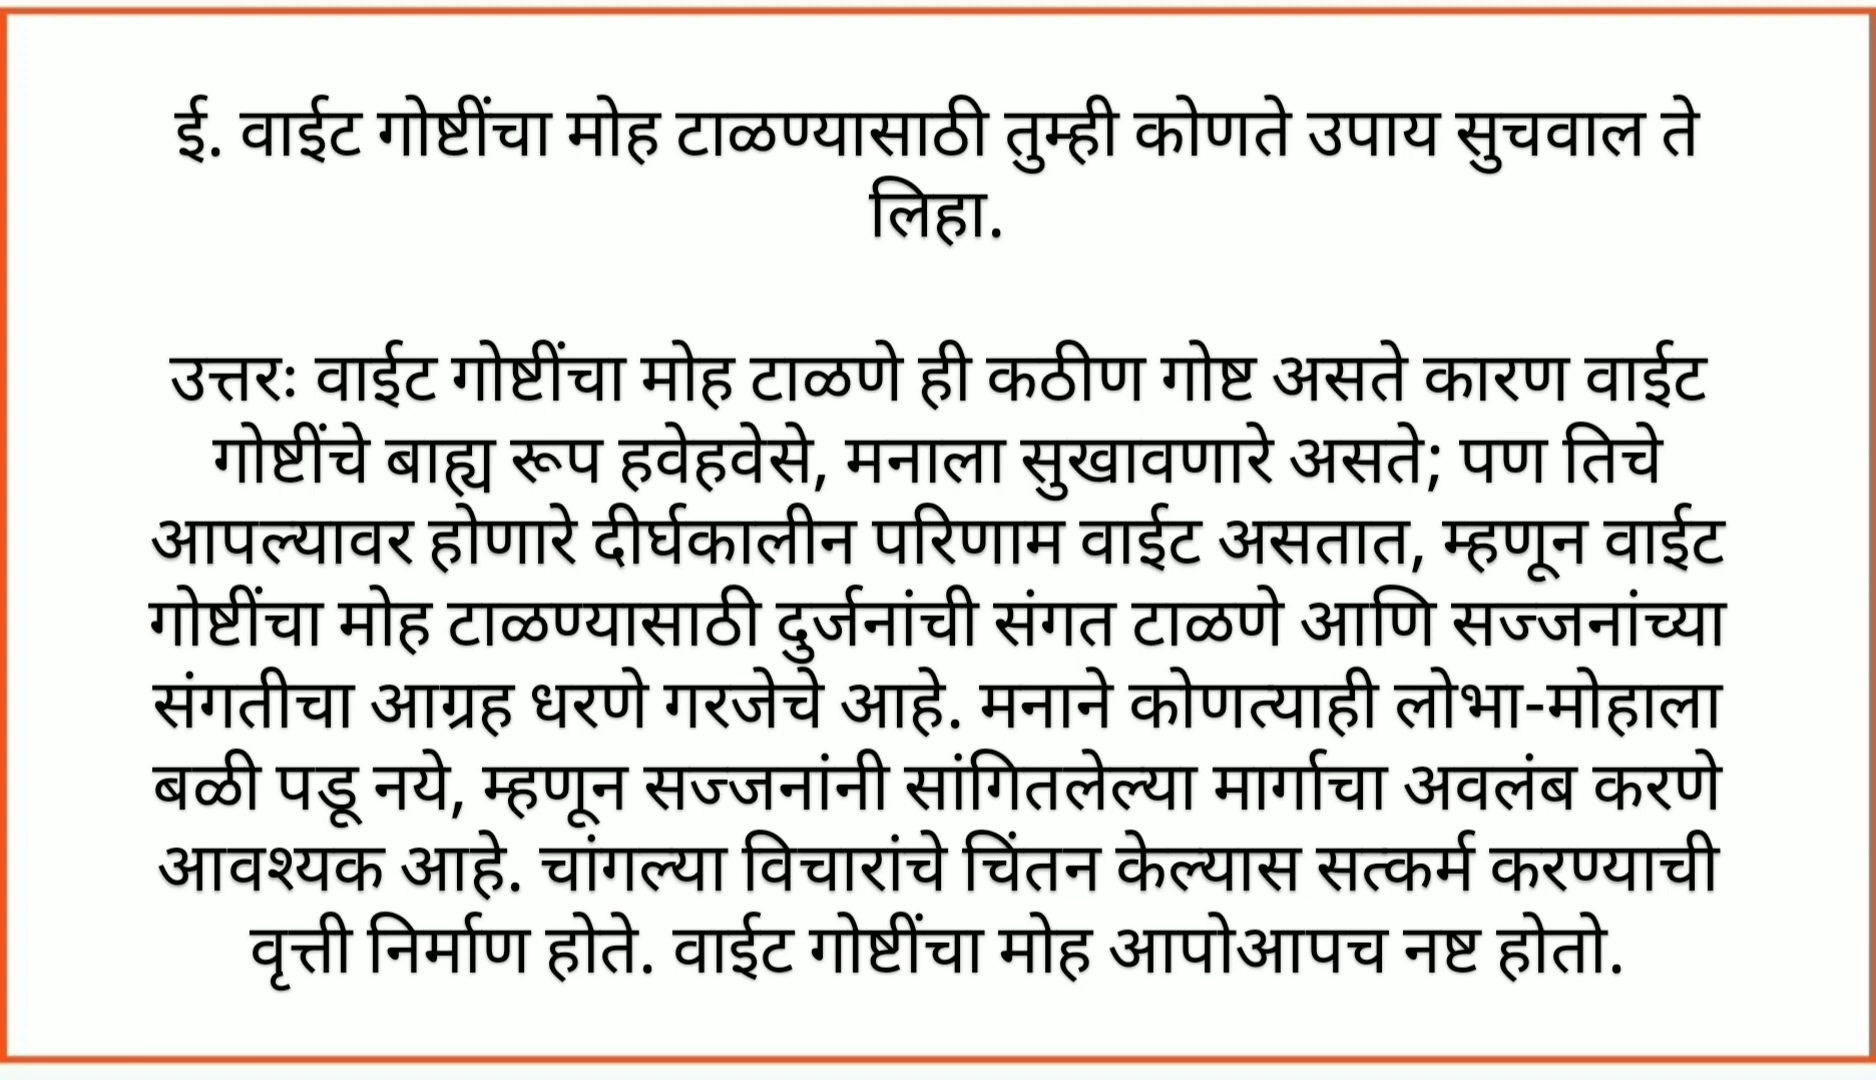 ई. वाईट गोष्टींचा मोह टाळण्यासाठी तुम्ही कोणते उपाय सुचवाल ते
लिहा.
उत्तरः वाईट गोष्टींचा मोह टाळणे ही कठीण गोष्ट असते कारण वाईट
गोष्टींचे बाह्य रूप हवेहवेसे, मनाला सुखावणारे असते; पण तिचे
आपल्यावर होणारे दीर्घकालीन परिणाम वाईट असतात, म्हणून वाईट
गोष्टींचा मोह टाळण्यासाठी दुर्जनांची संगत टाळणे आणि सज्जनांच्या
संगतीचा आग्रह धरणे गरजेचे आहे. मनाने कोणत्याही लोभा-मोहाला
बळी पडू नये, म्हणून सज्जनांनी सांगितलेल्या मार्गाचा अवलंब करणे
आवश्यक आहे. चांगल्या विचारांचे चिंतन केल्यास सत्कर्म करण्याची
वृत्ती निर्माण होते. वाईट गोष्टींचा मोह आपोआपच नष्ट होतो.